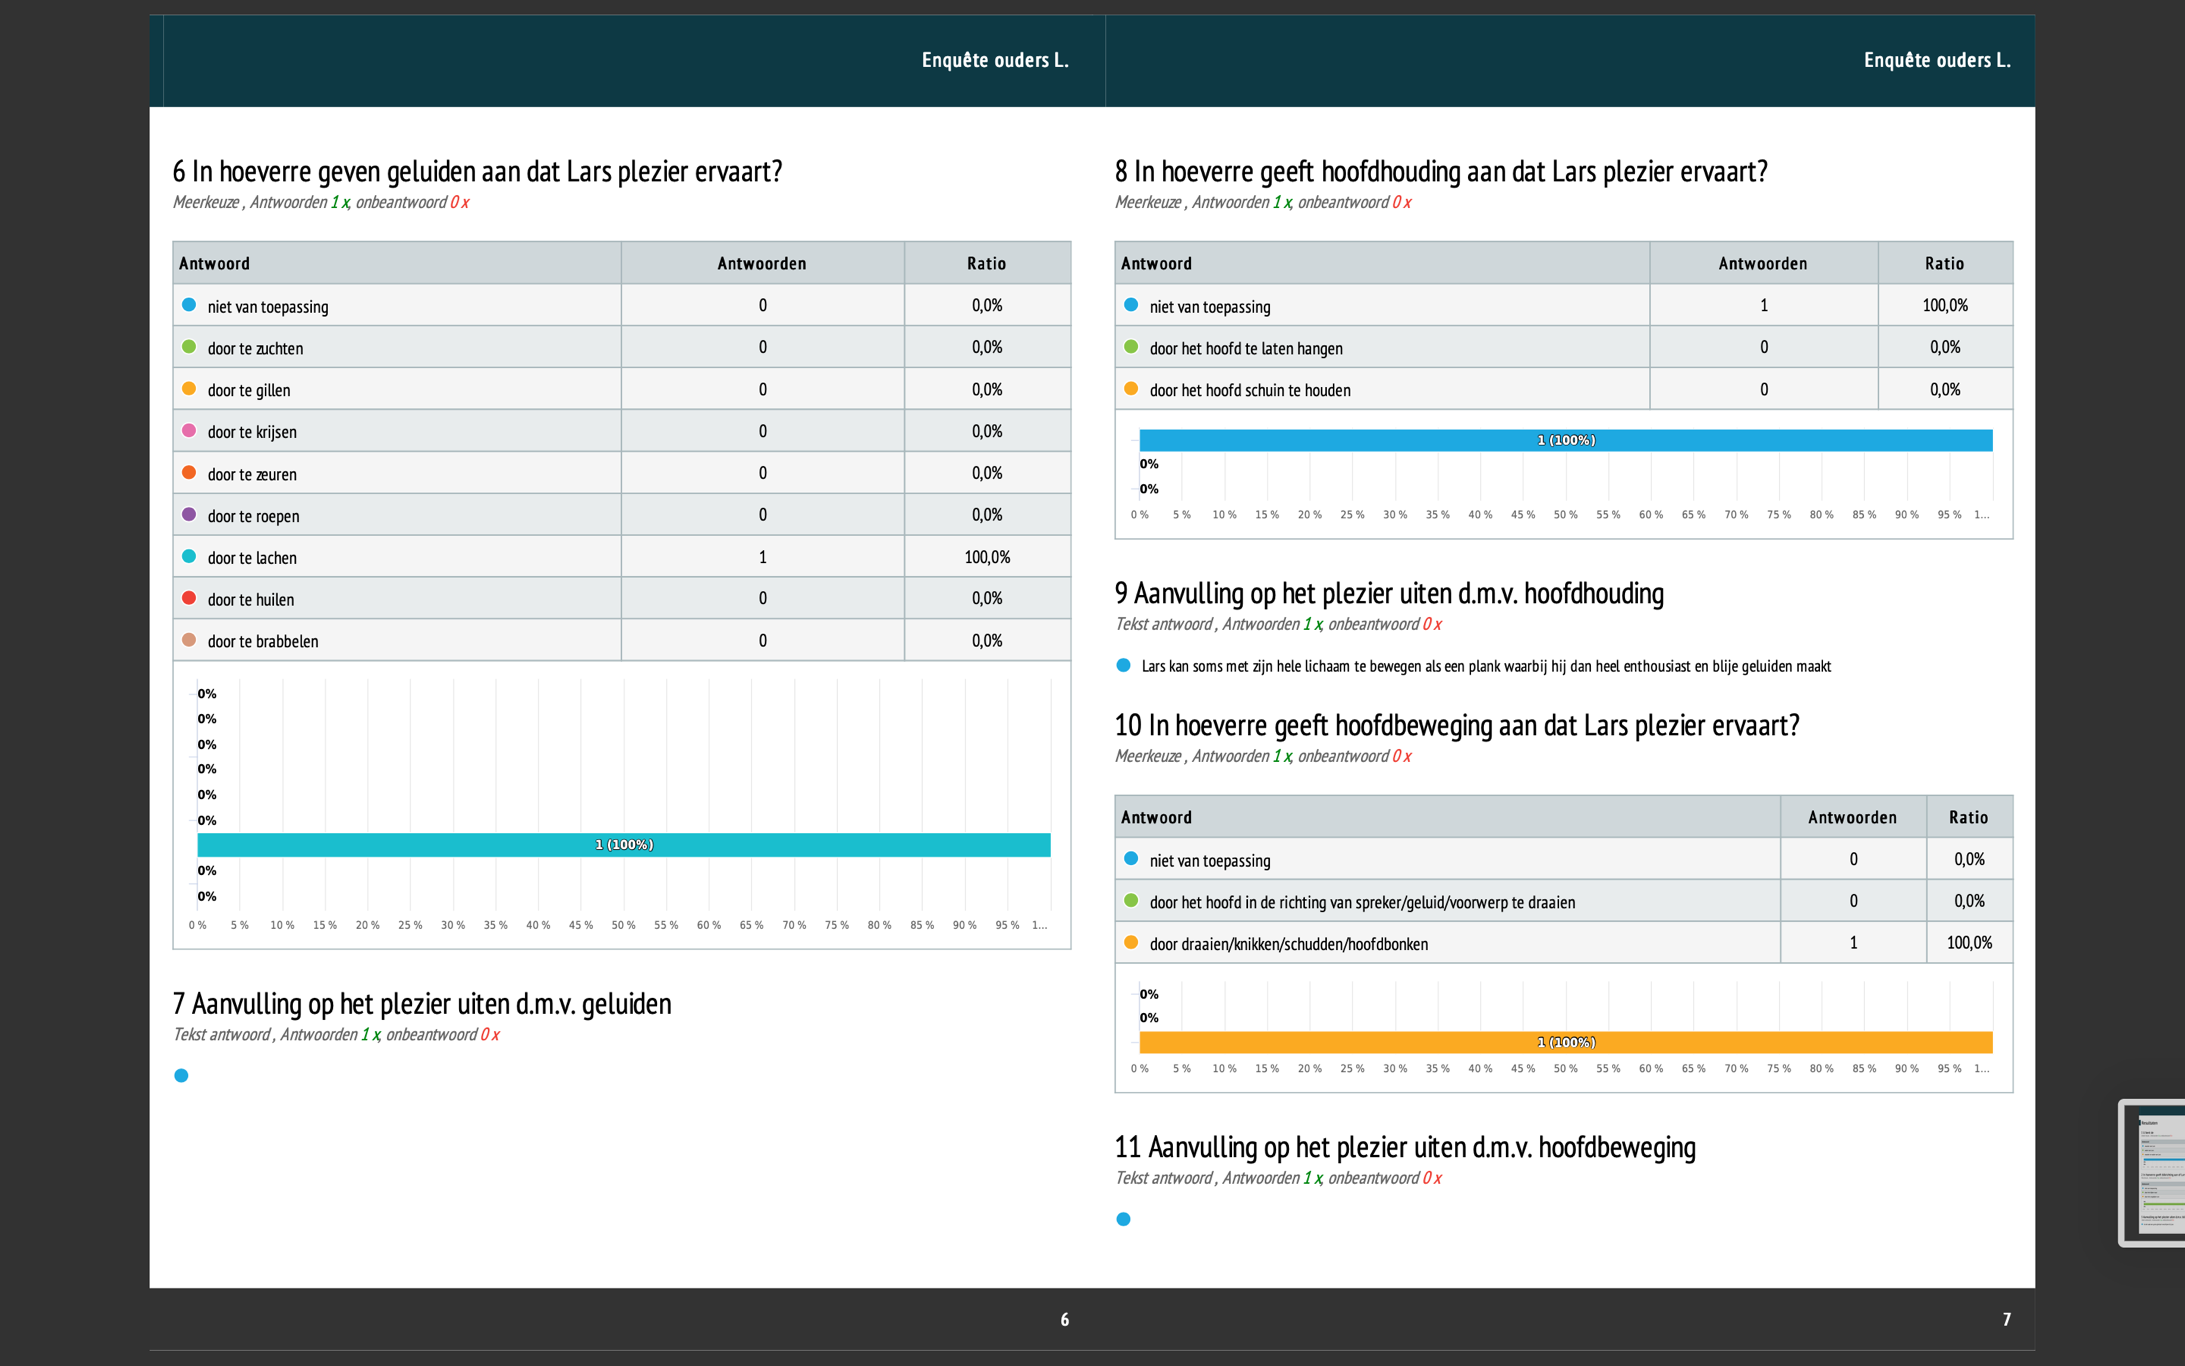 Enquête ouders L.
6 In hoeverre geven geluiden aan dat Lars plezier ervaart?
Meerkeuze , Antwoorden 1 x, onbeantwoord 0 x
Antwoord Antwoorden Ratio
niet van toepassing 0 0,0%
door te zuchten 0 0,0%
door te gillen 0 0,0%
door te krijsen 0 0,0%
door te zeuren 0 0,0%
door te roepen 0 0,0%
door te lachen 1 100,0%
door te huilen 0 0,0%
door te brabbelen 0 0,0%
0%
0%
0%
0%
0%
0%
1 (100%)
0%
0%
0 % 5 % 10 % 15 % 20 % 25 % 30 % 35 % 40 % 45 % 50 % 55 % 60 % 65 % 70 % 75 % 80 % 85 % 90 % 95 % 1...
7 Aanvulling op het plezier uiten d.m.v. geluiden
Tekst antwoord , Antwoorden 1 x, onbeantwoord 0 x
6
Enquête ouders L.
8 In hoeverre geeft hoofdhouding aan dat Lars plezier ervaart?
Meerkeuze , Antwoorden 1 x, onbeantwoord 0 x
Antwoord Antwoorden Ratio
niet van toepassing 1 100,0%
door het hoofd te laten hangen 0 0,0%
door het hoofd schuin te houden 0 0,0%
1 (100%)
0%
0%
0 % 5 % 10 % 15 % 20 % 25 % 30 % 35 % 40 % 45 % 50 % 55 % 60 % 65 % 70 % 75 % 80 % 85 % 90 % 95 % 1...
9 Aanvulling op het plezier uiten d.m.v. hoofdhouding
Tekst antwoord , Antwoorden 1 x, onbeantwoord 0 x
Lars kan soms met zijn hele lichaam te bewegen als een plank waarbij hij dan heel enthousiast en blije geluiden maakt
10 In hoeverre geeft hoofdbeweging aan dat Lars plezier ervaart?
Meerkeuze , Antwoorden 1 x, onbeantwoord 0 x
Antwoord Antwoorden Ratio
niet van toepassing 0 0,0%
door het hoofd in de richting van spreker/geluid/voorwerp te draaien 0 0,0%
door draaien/knikken/schudden/hoofdbonken 1 100,0%
0%
0%
1 (100%)
0 % 5 % 10 % 15 % 20 % 25 % 30 % 35 % 40 % 45 % 50 % 55 % 60 % 65 % 70 % 75 % 80 % 85 % 90 % 95 % 1...
11 Aanvulling op het plezier uiten d.m.v. hoofdbeweging
Tekst antwoord , Antwoorden 1 x, onbeantwoord 0 x
7